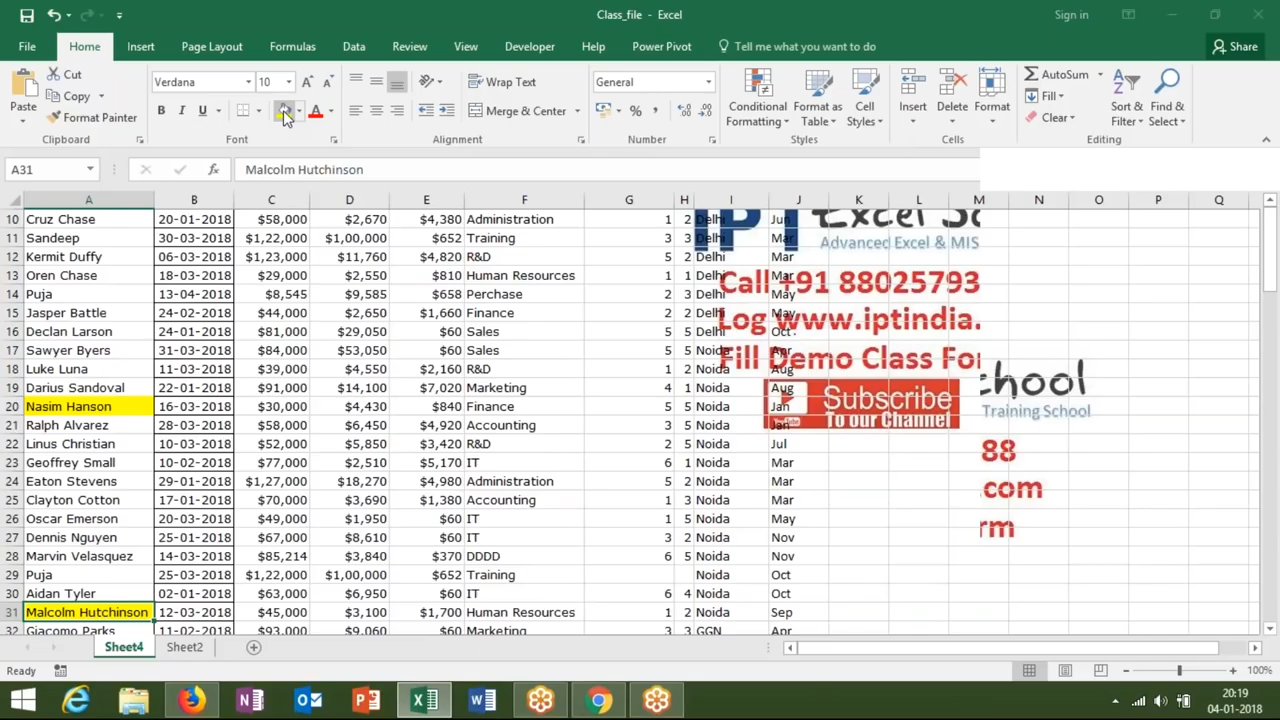 Class_file - Excel
Sign in
File Home Insert Page Layout Formulas Data Review View Developer Help Power Pivot Tell me what you want to do Share
Paste Cut Copy Format Painter
Verdana 10
B I U A
Wrap Text
Merge & Center
General
% ,
Conditional Formatting Format as Table Cell Styles
Insert Delete Format
AutoSum Fill Clear
Sort & Filter Find & Select
Clipboard Font Alignment Number Styles Cells Editing
A31 fx Malcolm Hutchinson
A B C D E F G H I J K L M N O P Q
10 Cruz Chase 20-01-2018 $58,000 $2,670 $4,380 Administration 1 2 Delhi Jun
11 Sandeep 30-03-2018 $1,22,000 $1,00,000 $652 Training 3 3 Delhi Mar
12 Kermit Duffy 06-03-2018 $1,23,000 $11,760 $4,820 R&D 5 2 Delhi Mar
13 Oren Chase 18-03-2018 $29,000 $2,550 $810 Human Resources 1 1 Delhi Mar
14 Puja 13-04-2018 $8,545 $9,585 $658 Perchase 2 3 Delhi May
15 Jasper Battle 24-02-2018 $44,000 $2,650 $1,660 Finance 2 2 Delhi May
16 Declan Larson 24-01-2018 $81,000 $29,050 $60 Sales 5 5 Delhi Oct
17 Sawyer Byers 31-03-2018 $84,000 $53,050 $60 Sales 5 5 Noida Apr
18 Luke Luna 11-03-2018 $39,000 $4,550 $2,160 R&D 1 2 Noida Aug
19 Darius Sandoval 22-01-2018 $91,000 $14,100 $7,020 Marketing 4 1 Noida Aug
20 Nasim Hanson 16-03-2018 $30,000 $4,430 $840 Finance 5 5 Noida Jan
21 Ralph Alvarez 28-03-2018 $58,000 $6,450 $4,920 Accounting 3 5 Noida Jan
22 Linus Christian 10-03-2018 $52,000 $5,850 $3,420 R&D 2 5 Noida Jul
23 Geoffrey Small 10-02-2018 $77,000 $2,510 $5,170 IT 6 1 Noida Mar
24 Eaton Stevens 29-01-2018 $1,27,000 $18,270 $4,980 Administration 5 2 Noida Mar
25 Clayton Cotton 17-01-2018 $70,000 $3,690 $1,380 Accounting 1 3 Noida Mar
26 Oscar Emerson 20-03-2018 $49,000 $1,950 $60 IT 1 5 Noida May
27 Dennis Nguyen 25-01-2018 $67,000 $8,610 $60 IT 3 2 Noida Nov
28 Marvin Velasquez 14-03-2018 $85,214 $3,840 $370 DDDD 6 5 Noida Nov
29 Puja 25-03-2018 $1,22,000 $1,00,000 $652 Training Noida Oct
30 Aidan Tyler 02-01-2018 $63,000 $6,950 $60 IT 6 4 Noida Oct
31 Malcolm Hutchinson 12-03-2018 $45,000 $3,100 $1,700 Human Resources 1 2 Noida Sep
32 Giacomo Parks 11-02-2018 $93,000 $9,060 $60 Marketing 3 3 GGN Apr
IPT Excel Sc
Advanced Excel & MIS
Call +91 88025793
Log www.iptindia.
Fill Demo Class For
Subscribe
To our Channel
YouTube
chool
Training School
88
com
rm
Sheet4 Sheet2
Ready
100%
20:19
04-01-2018